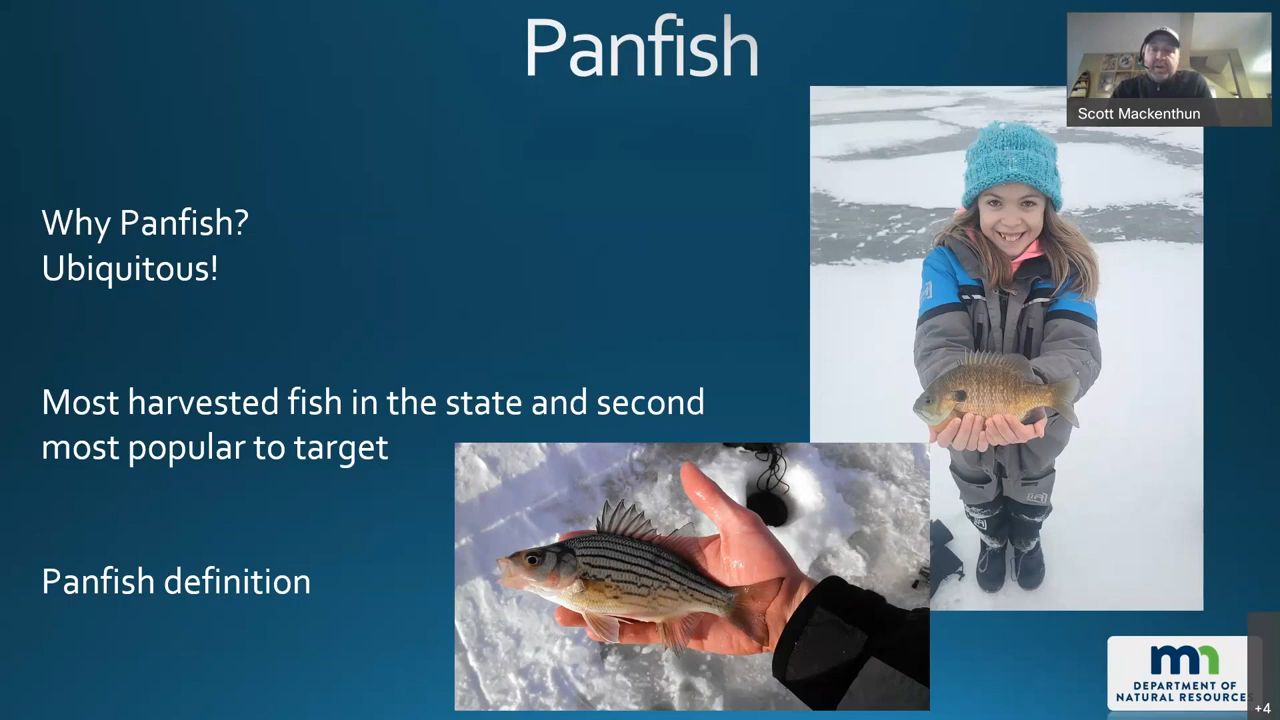 Panfish
Scott Mackenthun
Why Panfish?
Ubiquitous!
Most harvested fish in the state and second
most popular to target
Panfish definition
mn
DEPARTMENT OF
NATURAL RESOURCES
+4